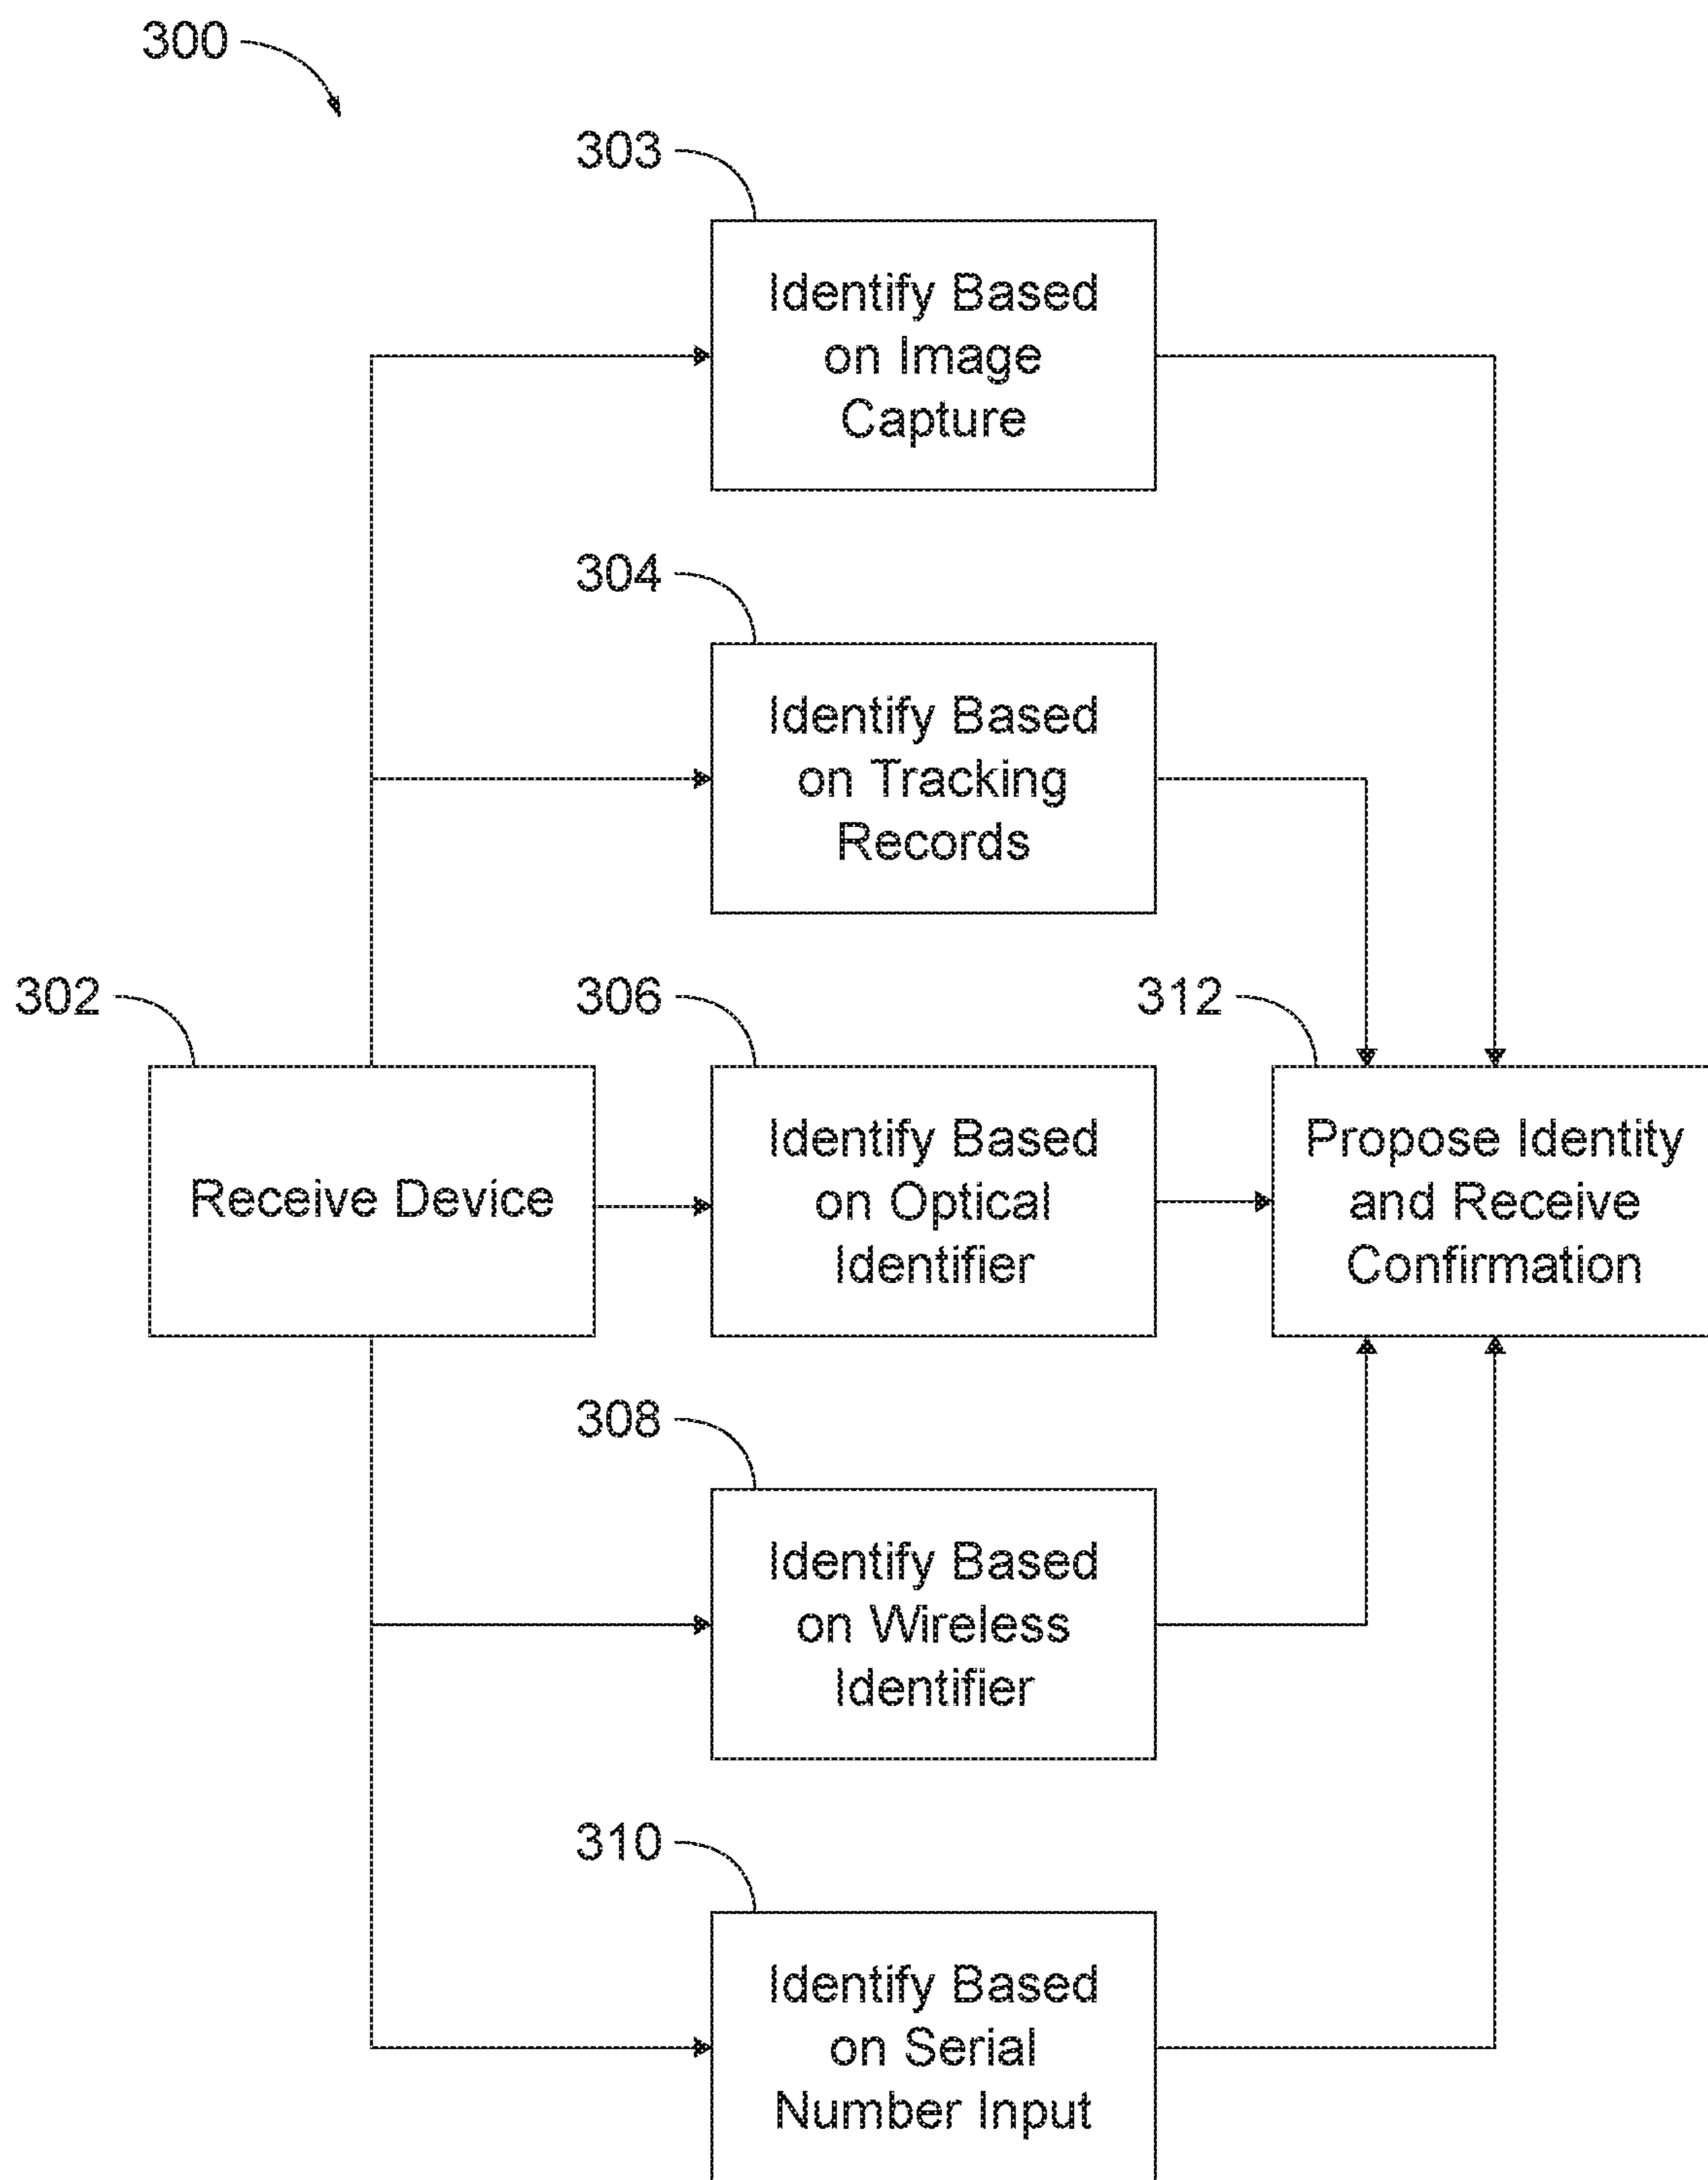 300
303
Identify Based
on Image
Capture
304
Identify Based
on Tracking
Records
302
Receive Device
306
Identify Based
on Optical
Identifier
312
Propose Identity
and Receive
Confirmation
308
Identify Based
on Wireless
Identifier
310
Identify Based
on Serial
Number Input